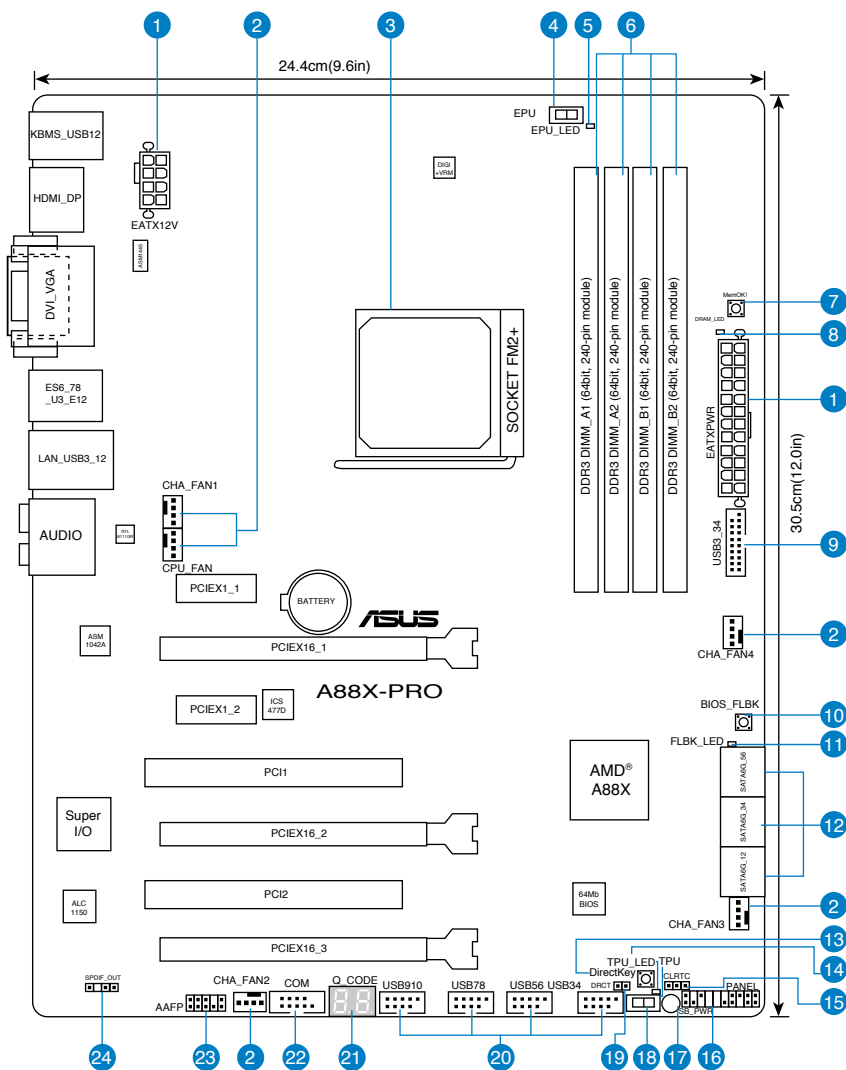 1 2 3 4 5 6
24.4cm(9.6in)
EPU
EPU_LED
KBMS_USB12
DIGI
+VRM
HDMI_DP
EATX12V
ASM1445
DVI_VGA
MemOK!
7
DRAM_LED
8
SOCKET FM2+
DDR3 DIMM_A1 (64bit, 240-pin module)
DDR3 DIMM_A2 (64bit, 240-pin module)
DDR3 DIMM_B1 (64bit, 240-pin module)
DDR3 DIMM_B2 (64bit, 240-pin module)
EATXPWR
1
30.5cm(12.0in)
ES6_78
_U3_E12
LAN_USB3_12
CHA_FAN1
2
AUDIO
RTL
8111GR
CPU_FAN
USB3_34
9
PCIEX1_1
BATTERY
ASUS
ASM
1042A
PCIEX16_1
CHA_FAN4
2
A88X-PRO
PCIEX1_2
ICS
477D
BIOS_FLBK
10
FLBK_LED
11
PCI1
AMD®
A88X
SATA6G_56
SATA6G_34
SATA6G_12
12
Super
I/O
PCIEX16_2
ALC
1150
PCI2
64Mb
BIOS
CHA_FAN3
2
13
PCIEX16_3
14
SPDIF_OUT
AAFP
CHA_FAN2
COM
Q_CODE
88
USB910
USB78
USB56
USB34
TPU_LED
TPU
DirectKey
DRCT
CLRTC
PANEL
SB_PWR
15
24 23 2 22 21 20 19 18 17 16